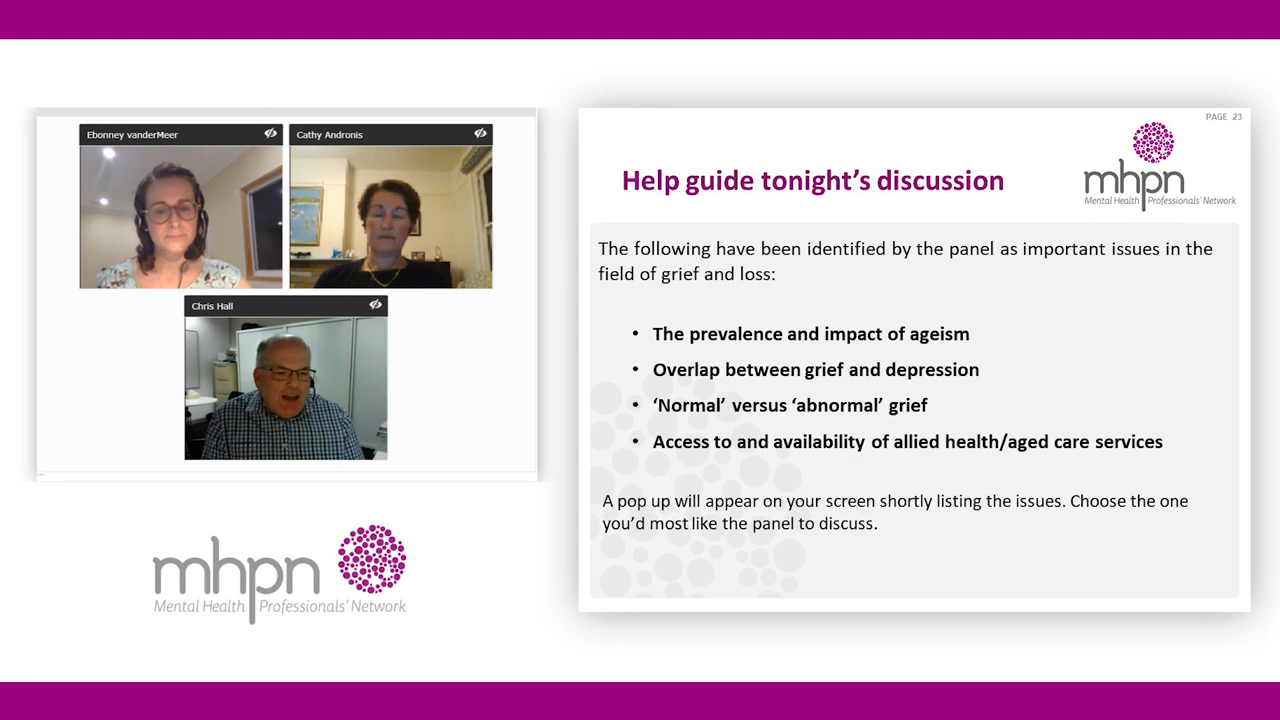 Ebonney vanderMeer
Cathy Andronis
Chris Hall
mhpn
Mental Health Professionals' Network
PAGE 23
Help guide tonight's discussion
mhpn
Mental Health Professionals' Network
The following have been identified by the panel as important issues in the
field of grief and loss:
• The prevalence and impact of ageism
• Overlap between grief and depression
• ‘Normal’ versus ‘abnormal’ grief
• Access to and availability of allied health/aged care services
A pop up will appear on your screen shortly listing the issues. Choose the one
you'd most like the panel to discuss.